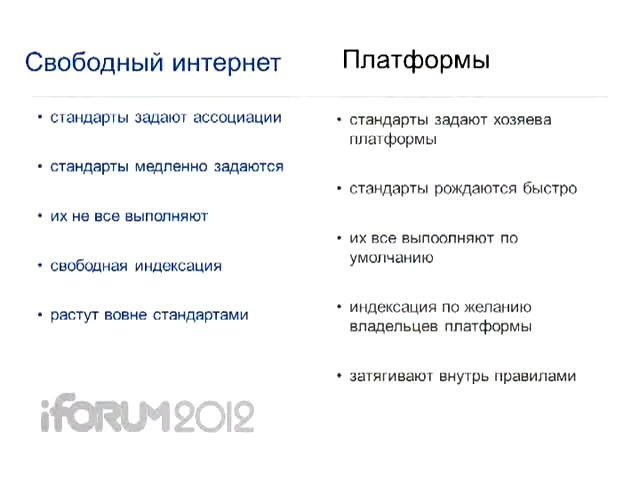 Свободный интернет
• стандарты задают ассоциации
• стандарты медленно задаются
• их не все выполняют
• свободная индексация
• растут вовне стандартами
Платформы
• стандарты задают хозяева
платформы
• стандарты рождаются быстро
• их все выпоолняют по
умолчанию
• индексация по желанию
владельцев платформы
• затягивают внутрь правилами
iFORUM2012